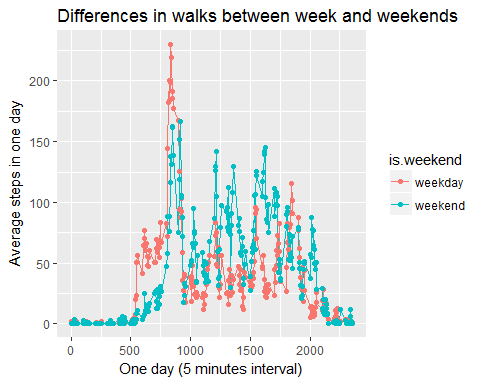 Differences in walks between week and weekends
Average steps in one day
200
150
100
50
0
0
500
1000
1500
2000
One day (5 minutes interval)
is.weekend
weekday
weekend